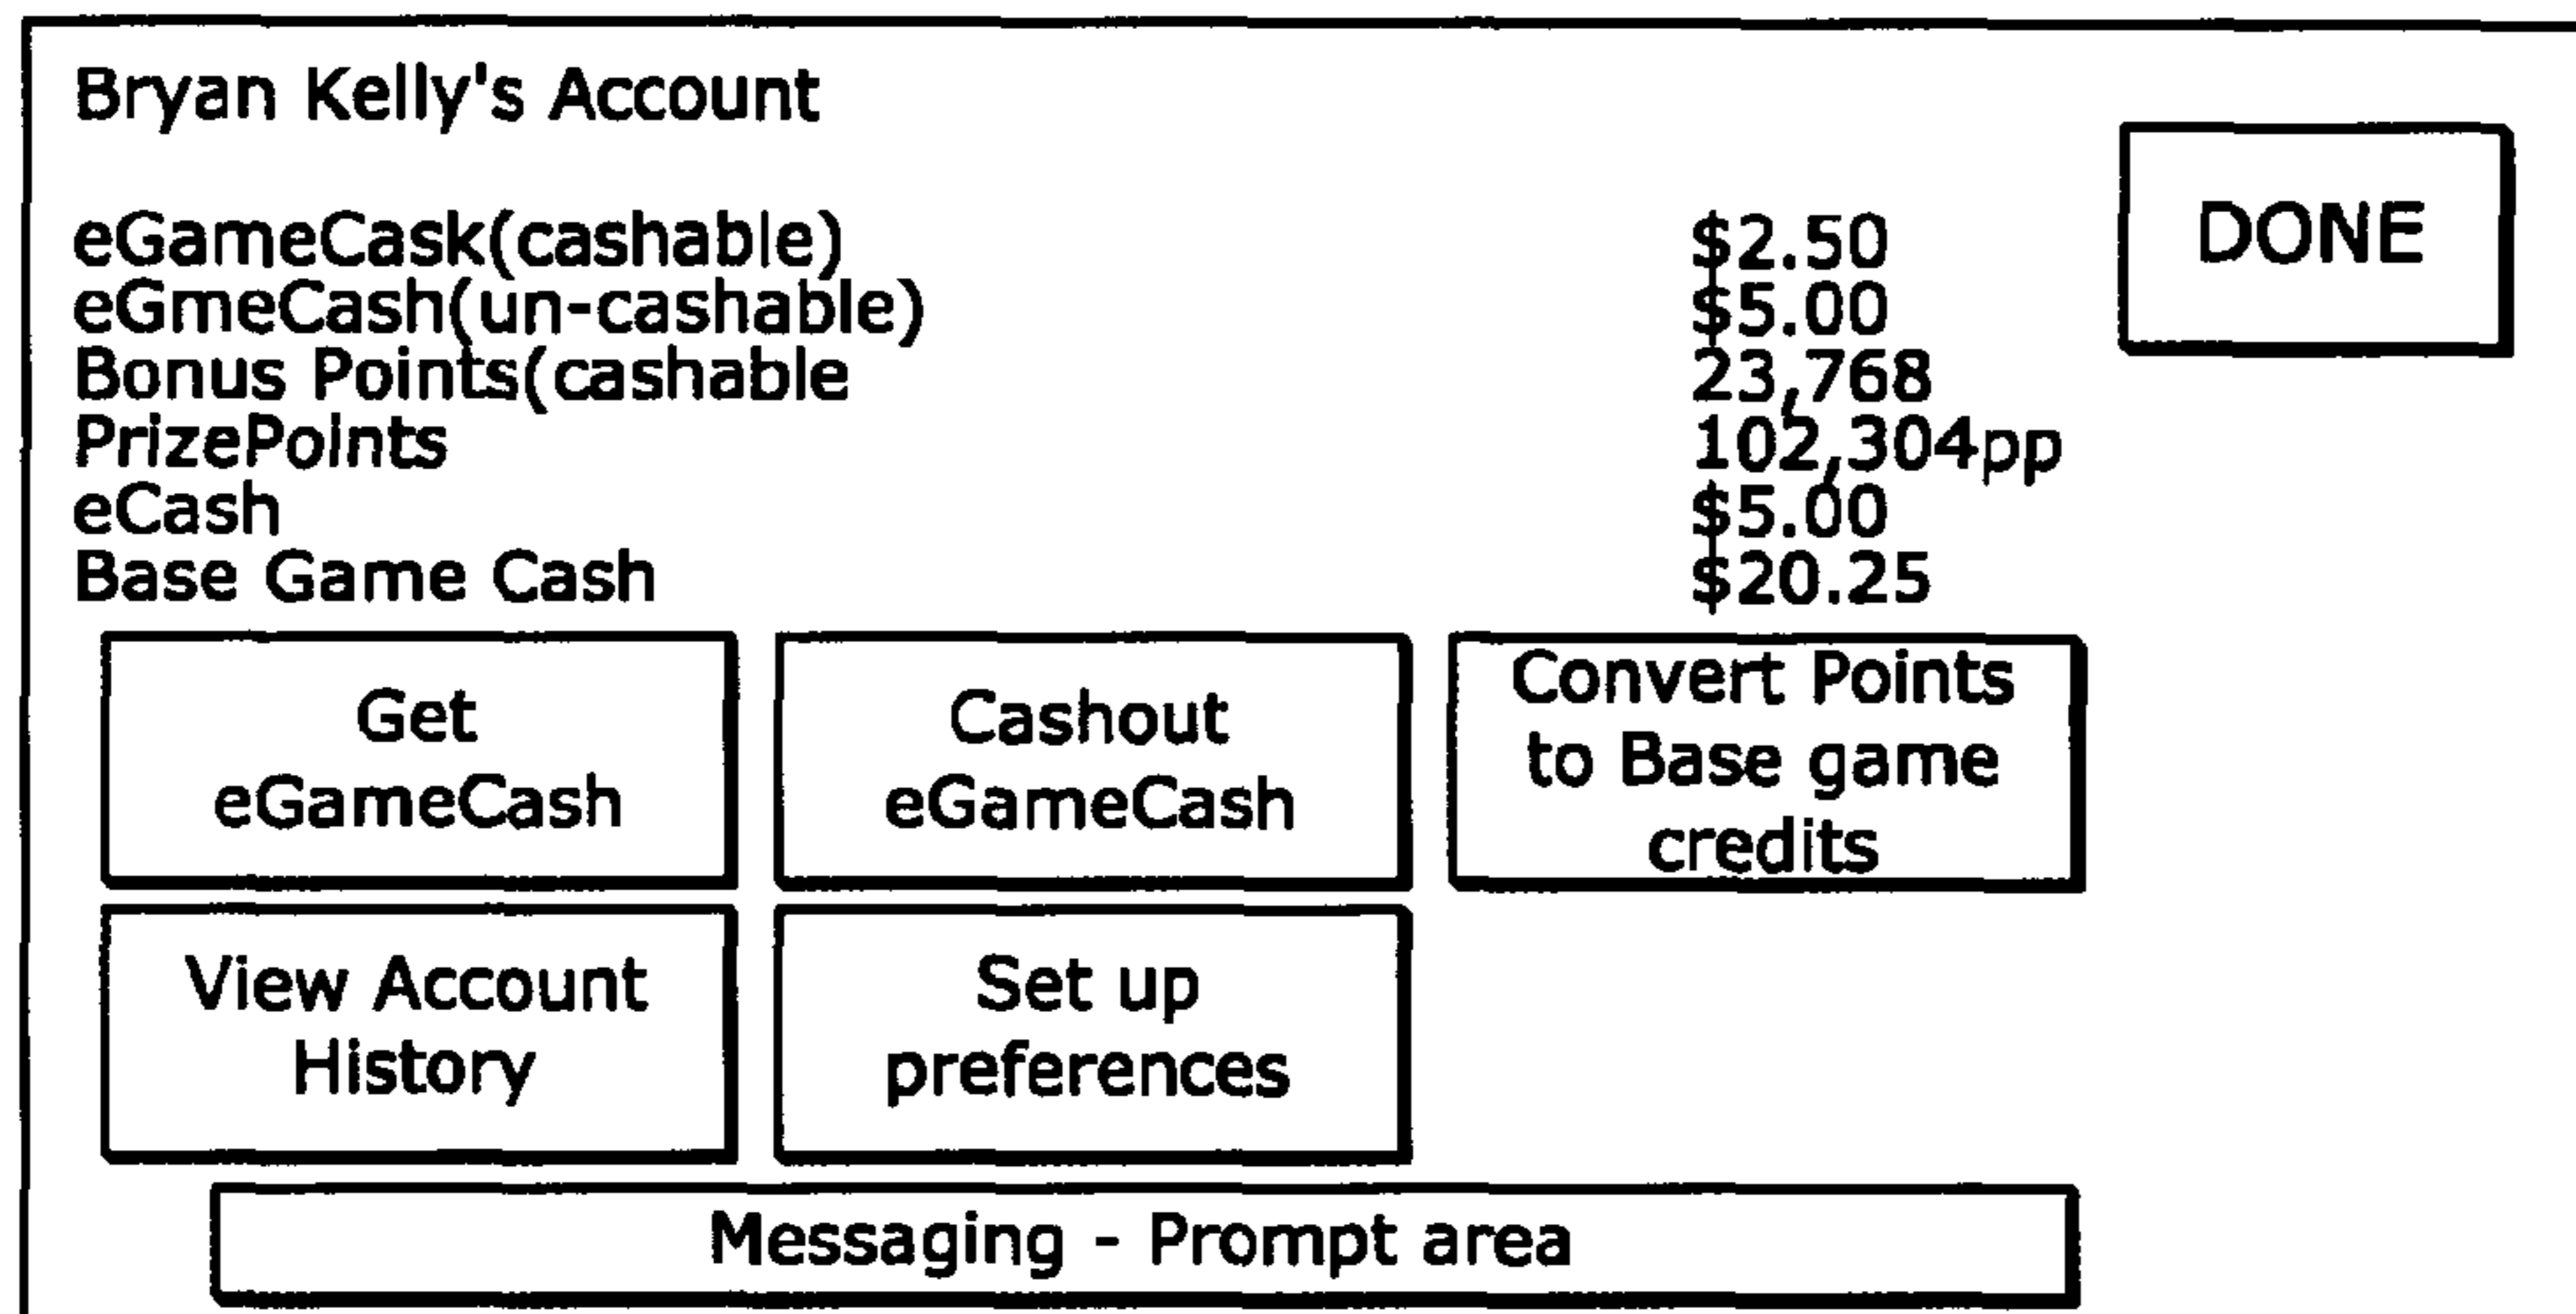 Bryan Kelly's Account
DONE
eGameCask(cashable) $2.50
eGmeCash(un-cashable) $5.00
Bonus Points(cashable 23,768
PrizePoints 102,304pp
eCash $5.00
Base Game Cash $20.25
Get
eGameCash
Cashout
eGameCash
Convert Points
to Base game
credits
View Account
History
Set up
preferences
Messaging - Prompt area